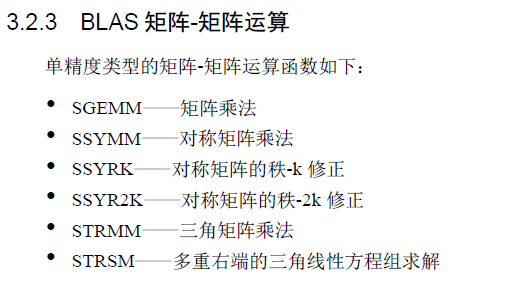 3.2.3 BLAS 矩阵-矩阵运算
单精度类型的矩阵-矩阵运算函数如下：
• SGEMM——矩阵乘法
• SSYMM——对称矩阵乘法
• SSYRK——对称矩阵的秩-k 修正
• SSYR2K——对称矩阵的秩-2k 修正
• STRMM——三角矩阵乘法
• STRSM——多重右端的三角线性方程组求解